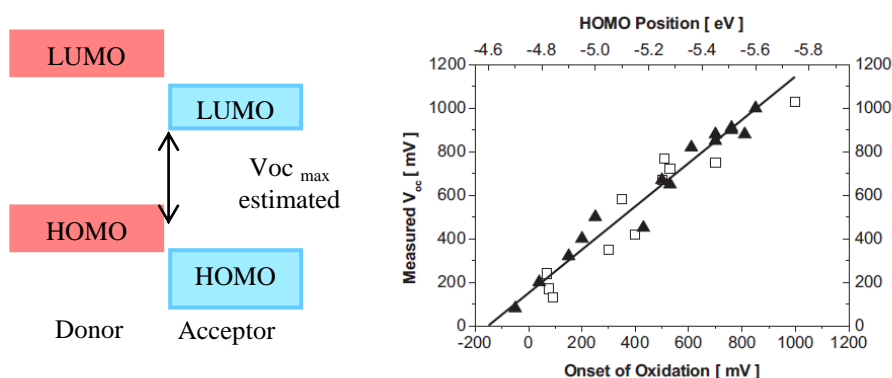 LUMO
LUMO
Voc max
estimated
HOMO
HOMO
Donor Acceptor
HOMO Position [ eV ]
-4.6 -4.8 -5.0 -5.2 -5.4 -5.6 -5.8
1200 1200
1000 1000
800 800
600 600
400 400
200 200
0 0
-200 0 200 400 600 800 1000 1200
Measured Voc [ mV ]
Onset of Oxidation [ mV ]